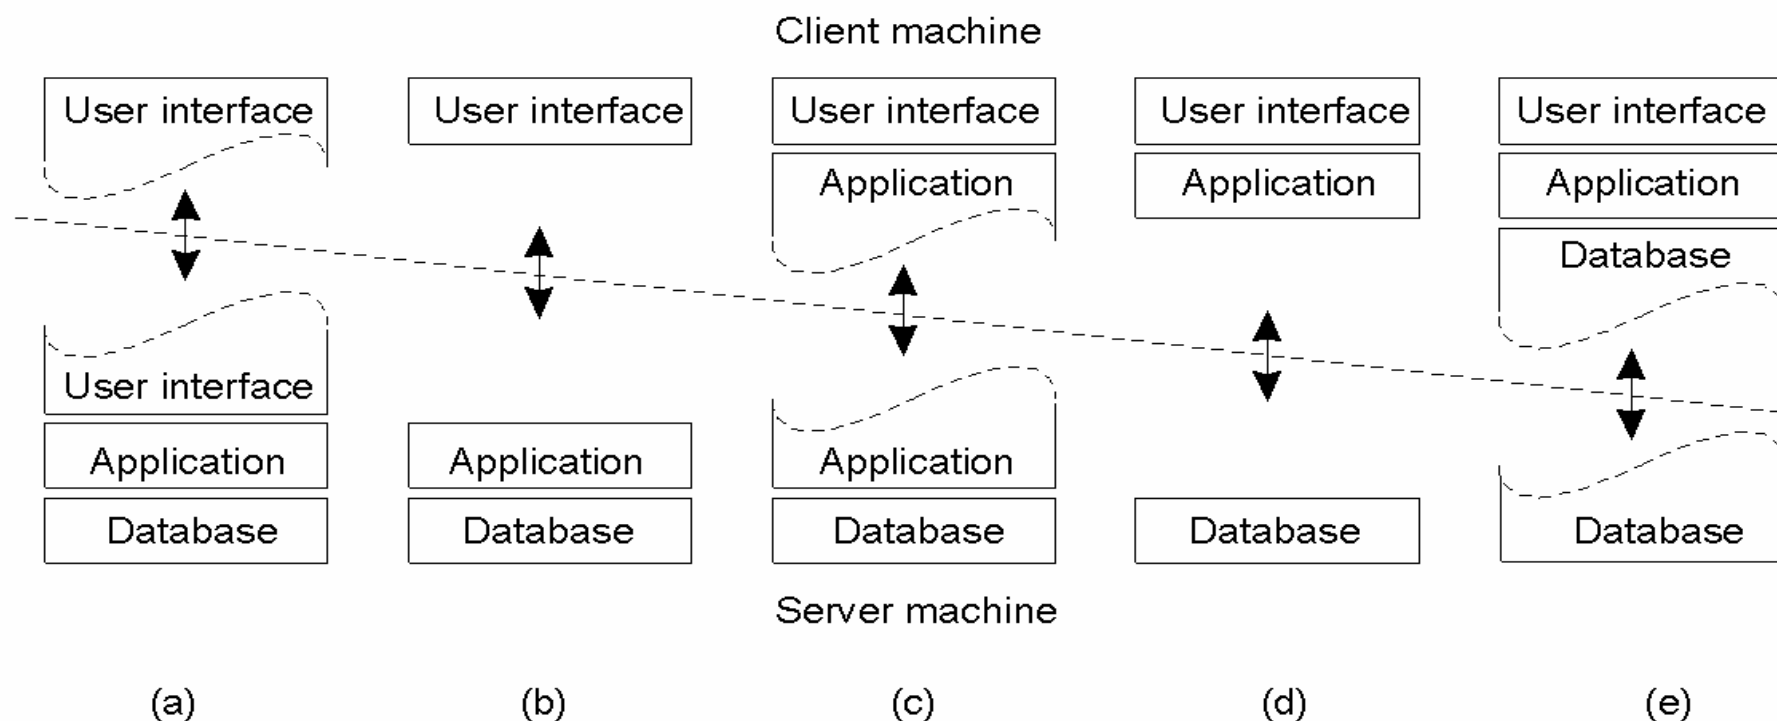 Client machine
User interface User interface User interface User interface User interface
Application Application Application
Database
User interface
Application Application Application
Database Database Database Database Database
Server machine
(a) (b) (c) (d) (e)